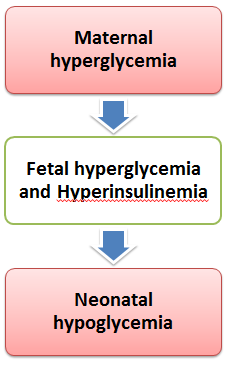 Maternal
hyperglycemia
Fetal hyperglycemia
and Hyperinsulinemia
Neonatal
hypoglycemia